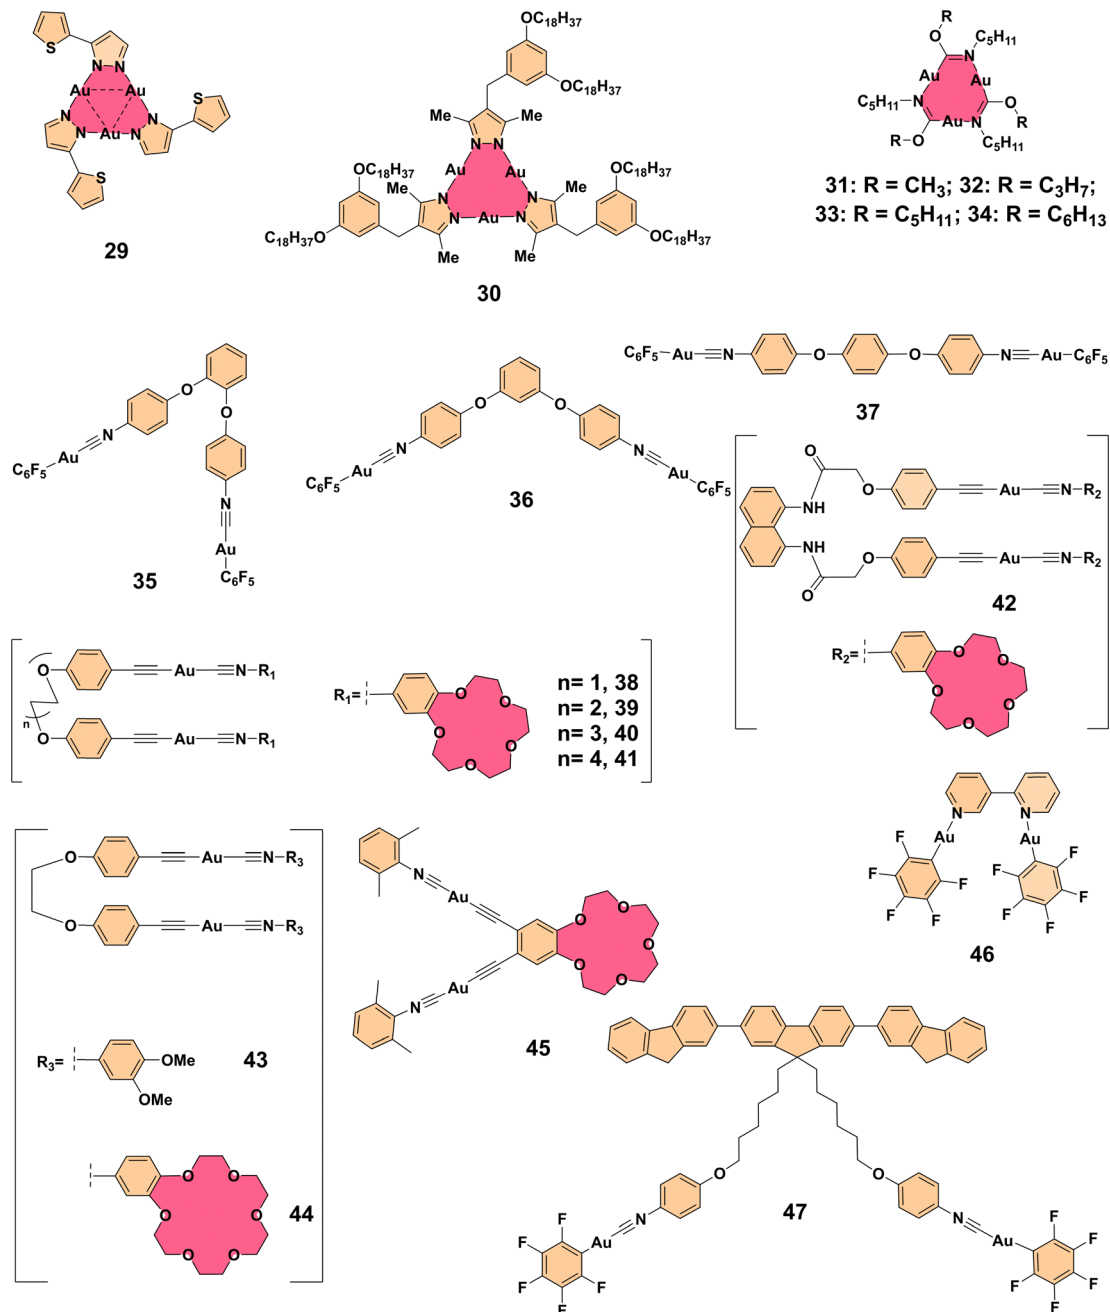 S
N N
Au Au
N
N
Au
N
N
S
S
29
OC18H37
OC18H37
Me Me
N N
Au Au
OC18H37
Me
N
N
Au
N
N
Me
OC18H37
OC18H37
Me
Me
OC18H37
30
R
O
C5H11
N
Au
Au
C5H11
N
O
R
Au
N
R
O
C5H11
31: R = CH3; 32: R = C3H7;
33: R = C5H11; 34: R = C6H13
O
O
N
Au
C6F5
N
Au
C6F5
35
O
O
N
Au
C6F5
N
Au
C6F5
36
C6F5
Au
N
O
O
N
Au
C6F5
37
O
NH
O
Au
N
R2
NH
O
O
Au
N
R2
42
R2=
O
O
O
O
O
O
Au
N
R1
n
O
Au
N
R1
R1=
O
O
O
O
O
n= 1, 38
n= 2, 39
n= 3, 40
n= 4, 41
O
Au
N
R3
O
Au
N
R3
R3=
OMe
OMe
43
O
O
O
O
O
O
44
N
Au
Au
N
O
O
O
O
O
45
N
N
Au
Au
F
F
F
F
F
F
F
F
F
F
46
O
O
N
Au
F
F
F
F
F
N
Au
F
F
F
F
F
47